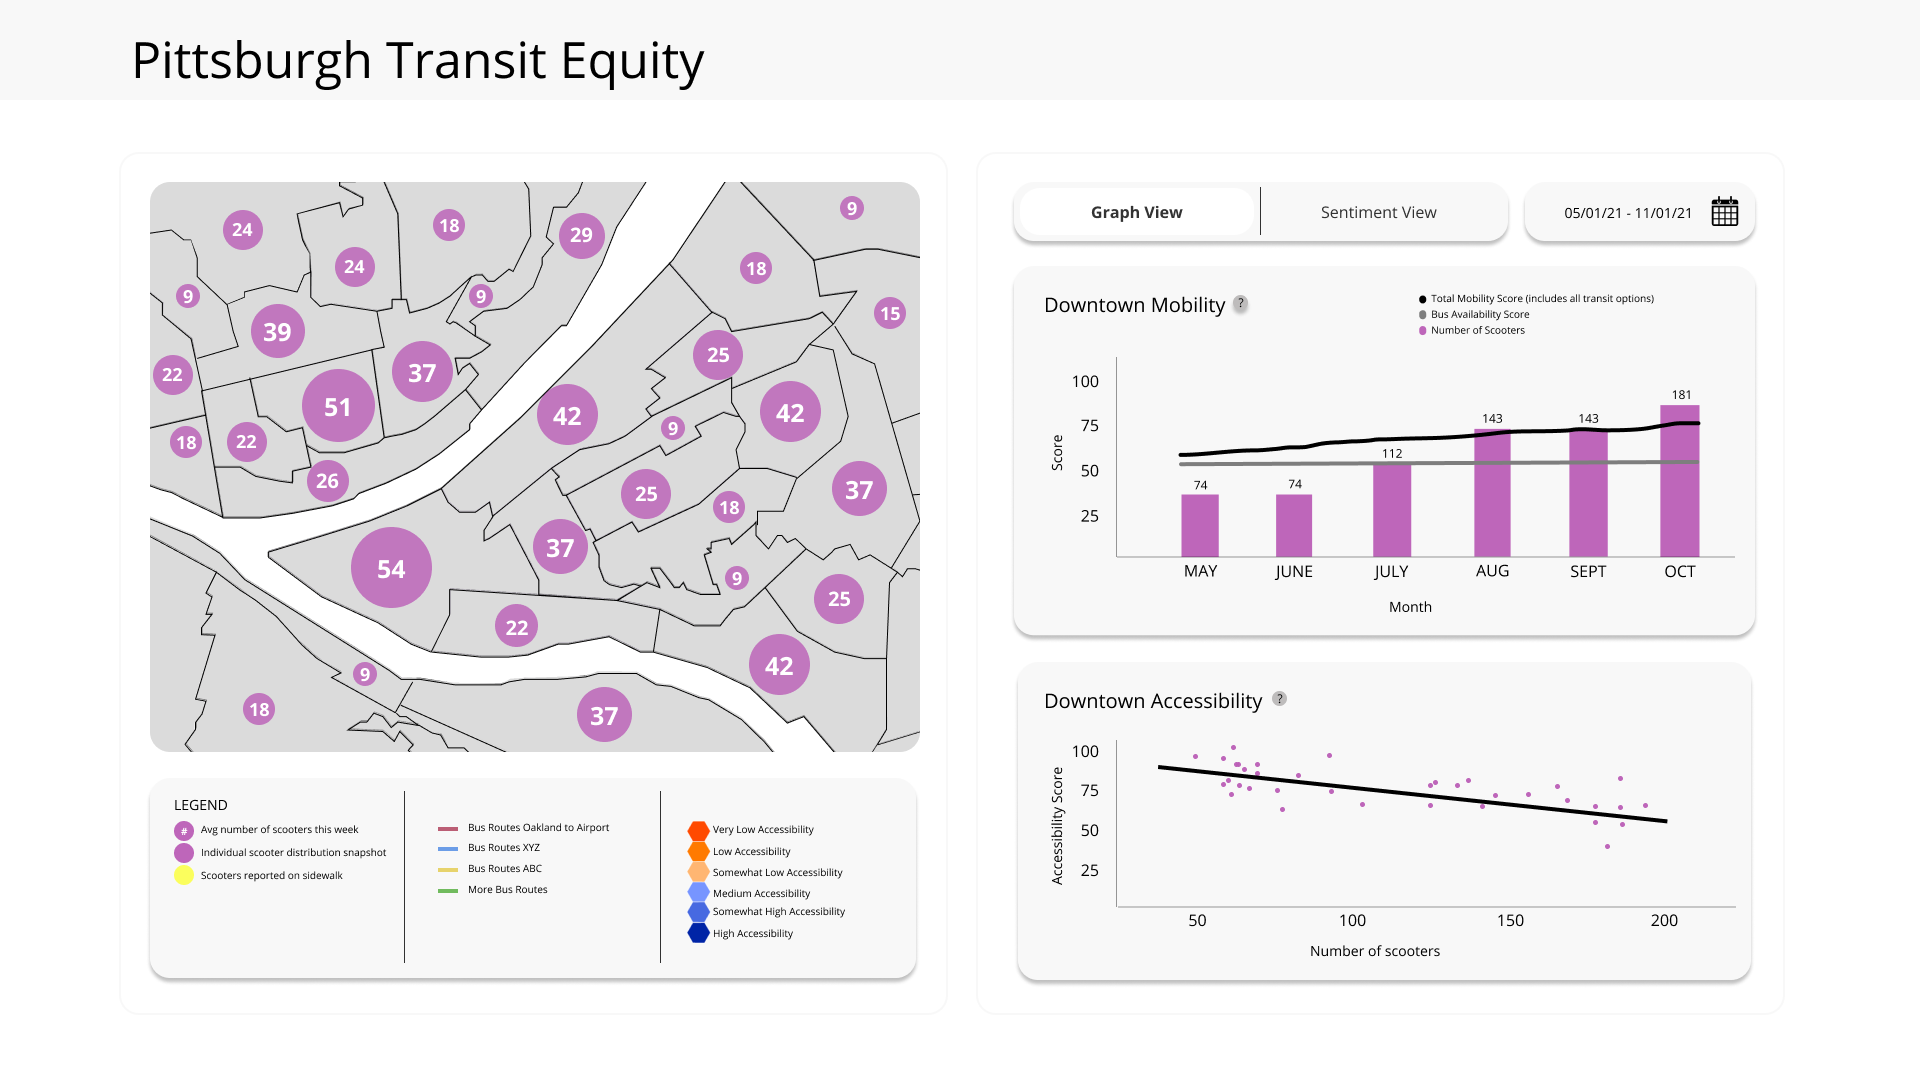 Pittsburgh Transit Equity
24
18
29
9
24
18
9
9
15
39
25
22
37
51
42
42
9
18
22
26
25
37
18
37
54
9
25
22
42
9
18
37
LEGEND
# Avg number of scooters this week
Individual scooter distribution snapshot
Scooters reported on sidewalk
Bus Routes Oakland to Airport
Bus Routes XYZ
Bus Routes ABC
More Bus Routes
Very Low Accessibility
Low Accessibility
Somewhat Low Accessibility
Medium Accessibility
Somewhat High Accessibility
High Accessibility
Graph View
Sentiment View
05/01/21 - 11/01/21
Downtown Mobility ?
Total Mobility Score (includes all transit options)
Bus Availability Score
Number of Scooters
Score
100
75
50
25
74
74
112
143
143
181
MAY
JUNE
JULY
AUG
SEPT
OCT
Month
Downtown Accessibility ?
Accessibility Score
100
75
50
25
50
100
150
200
Number of scooters